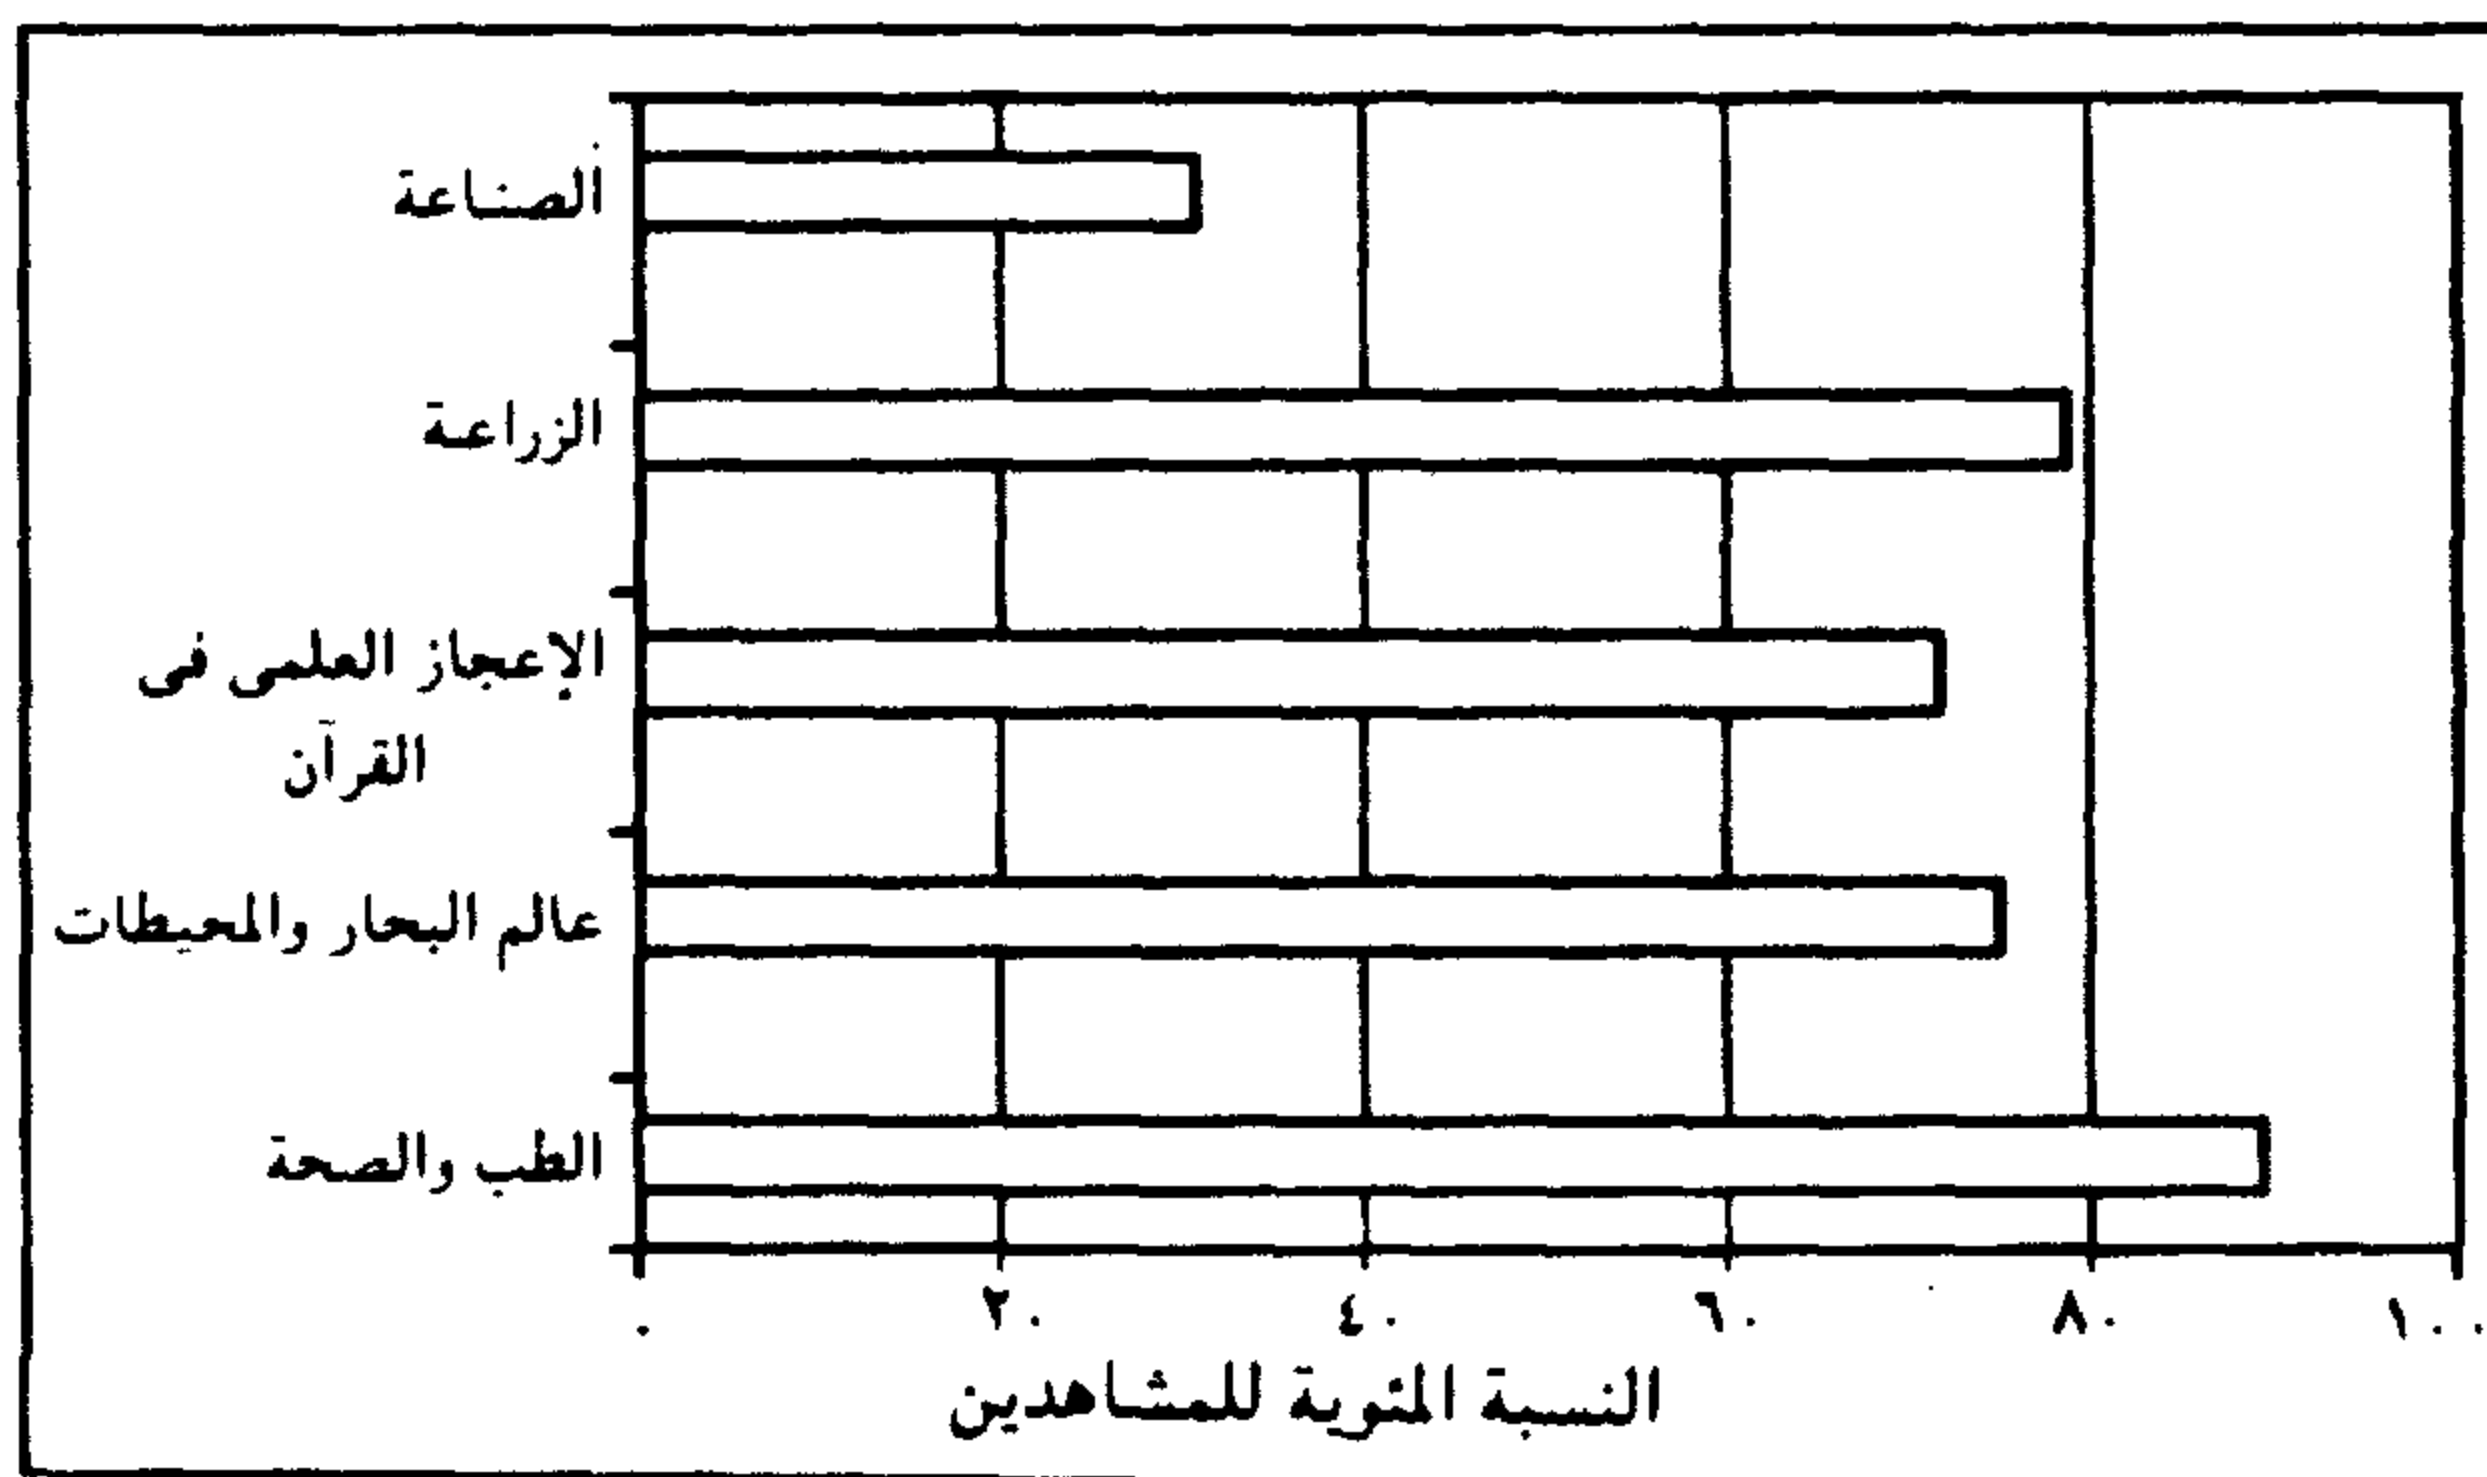 الصناعة
الزراعة
الإعجاز العلمى فى
القرآن
عالم البحار والمحيطات
الطب والصحة
٠
٢٠
٤٠
٦٠
٨٠
١٠٠
النسبة المئوية للمشاهدين